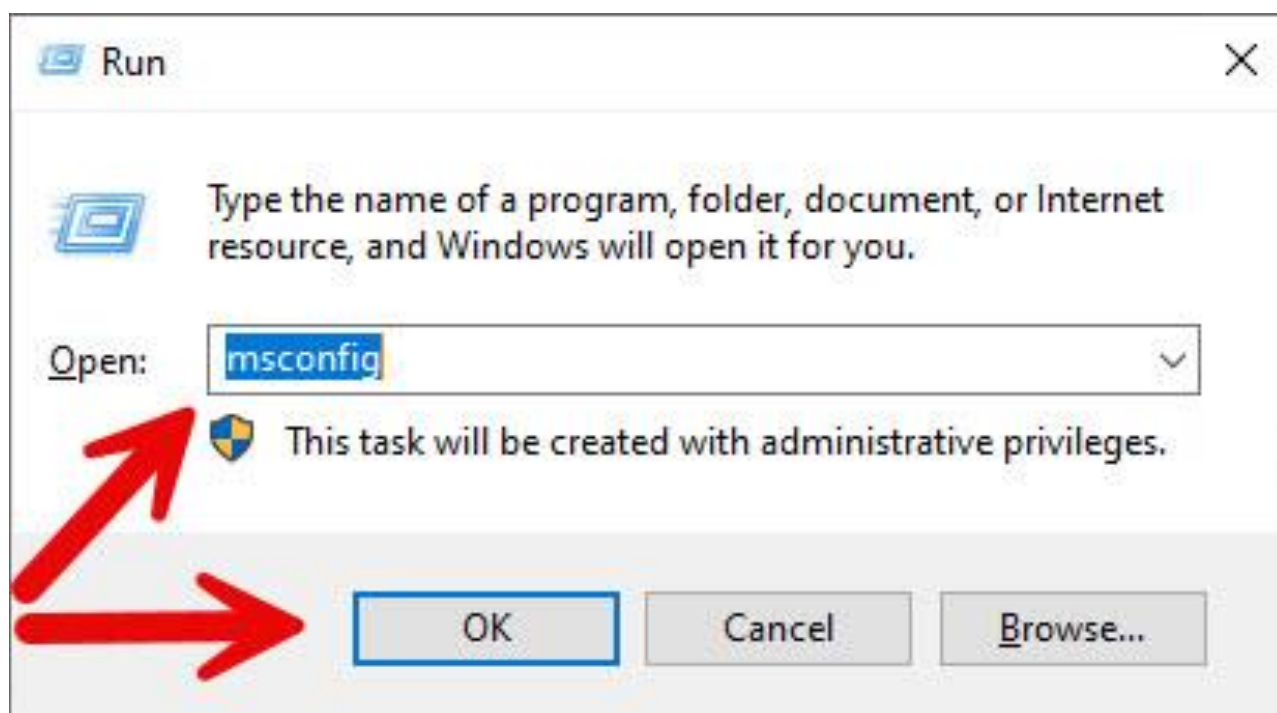 Run
Type the name of a program, folder, document, or Internet
resource, and Windows will open it for you.
Open:
msconfig
This task will be created with administrative privileges.
OK
Cancel
Browse...